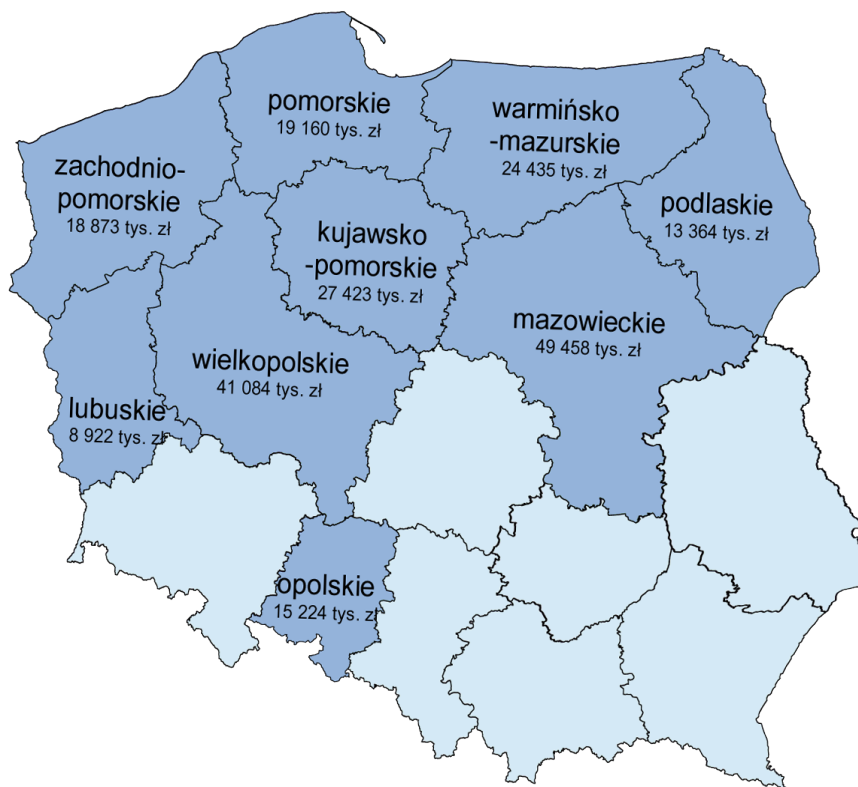 pomorskie
19 160 tys. zł
warmińsko
-mazurskie
24 435 tys. zł
zachodnio-
pomorskie
18 873 tys. zł
podlaskie
13 364 tys. zł
kujawsko
-pomorskie
27 423 tys. zł
mazowieckie
49 458 tys. zł
wielkopolskie
41 084 tys. zł
lubuskie
8 922 tys. zł
opolskie
15 224 tys. zł